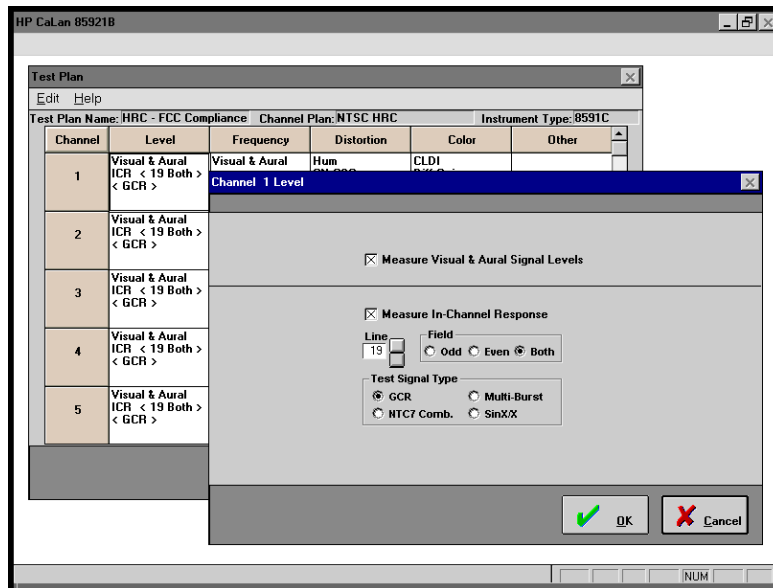 HP CaLan 85921B
Test Plan
Edit Help
Test Plan Name: HRC - FCC Compliance Channel Plan: NTSC HRC Instrument Type: 8591C
Channel Level Frequency Distortion Color Other
1
Visual & Aural
ICR < 19 Both >
< GCR >
Visual & Aural
Hum
CLDI
2
Visual & Aural
ICR < 19 Both >
< GCR >
3
Visual & Aural
ICR < 19 Both >
< GCR >
4
Visual & Aural
ICR < 19 Both >
< GCR >
5
Visual & Aural
ICR < 19 Both >
< GCR >
Channel 1 Level
Measure Visual & Aural Signal Levels
Measure In-Channel Response
Line
19
Field
Odd Even Both
Test Signal Type
GCR Multi-Burst
NTC7 Comb. SinX/X
OK Cancel
NUM